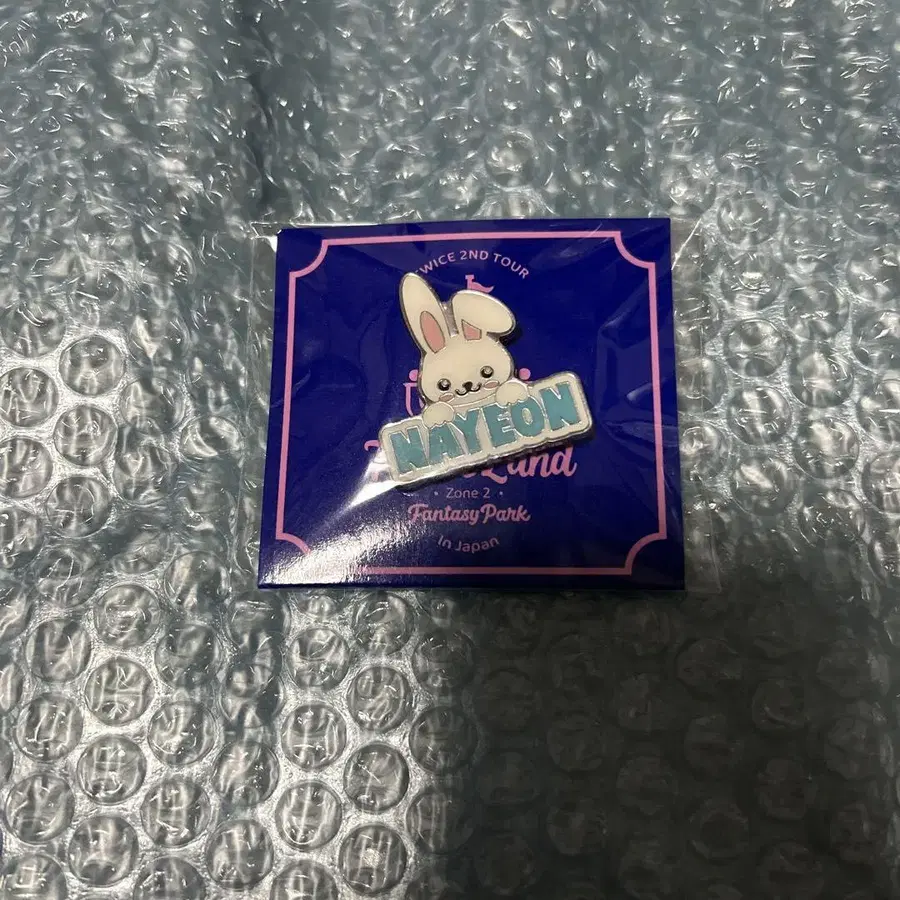 WICE 2ND TOUR
NAYEON
Land
• Zone 2 •
Fantasy Park
In Japan